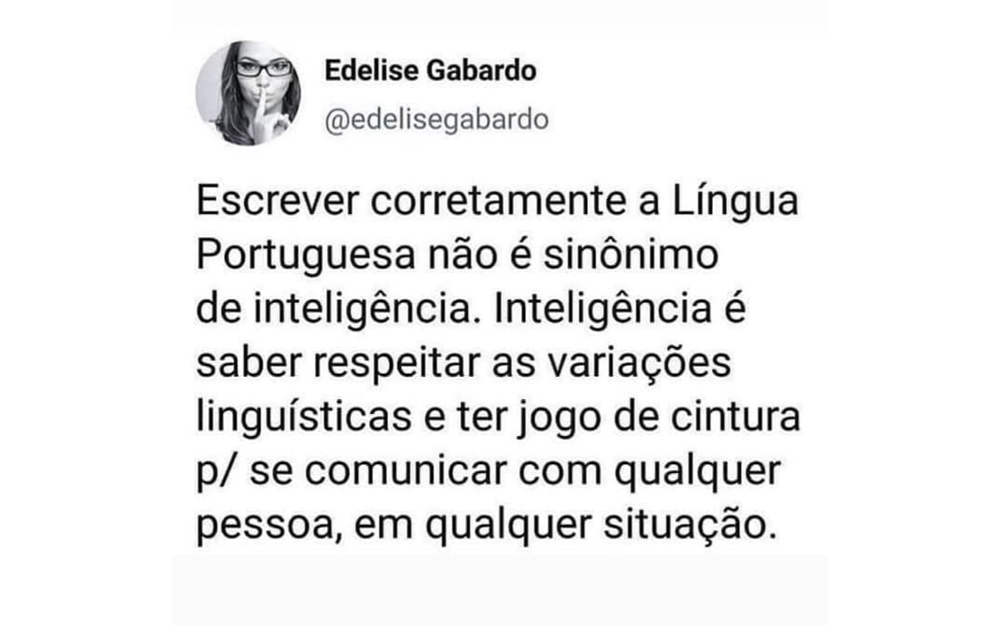 Edelise Gabardo
@edelisegabardo
Escrever corretamente a Língua
Portuguesa não é sinônimo
de inteligência. Inteligência é
saber respeitar as variações
linguísticas e ter jogo de cintura
p/ se comunicar com qualquer
pessoa, em qualquer situação.